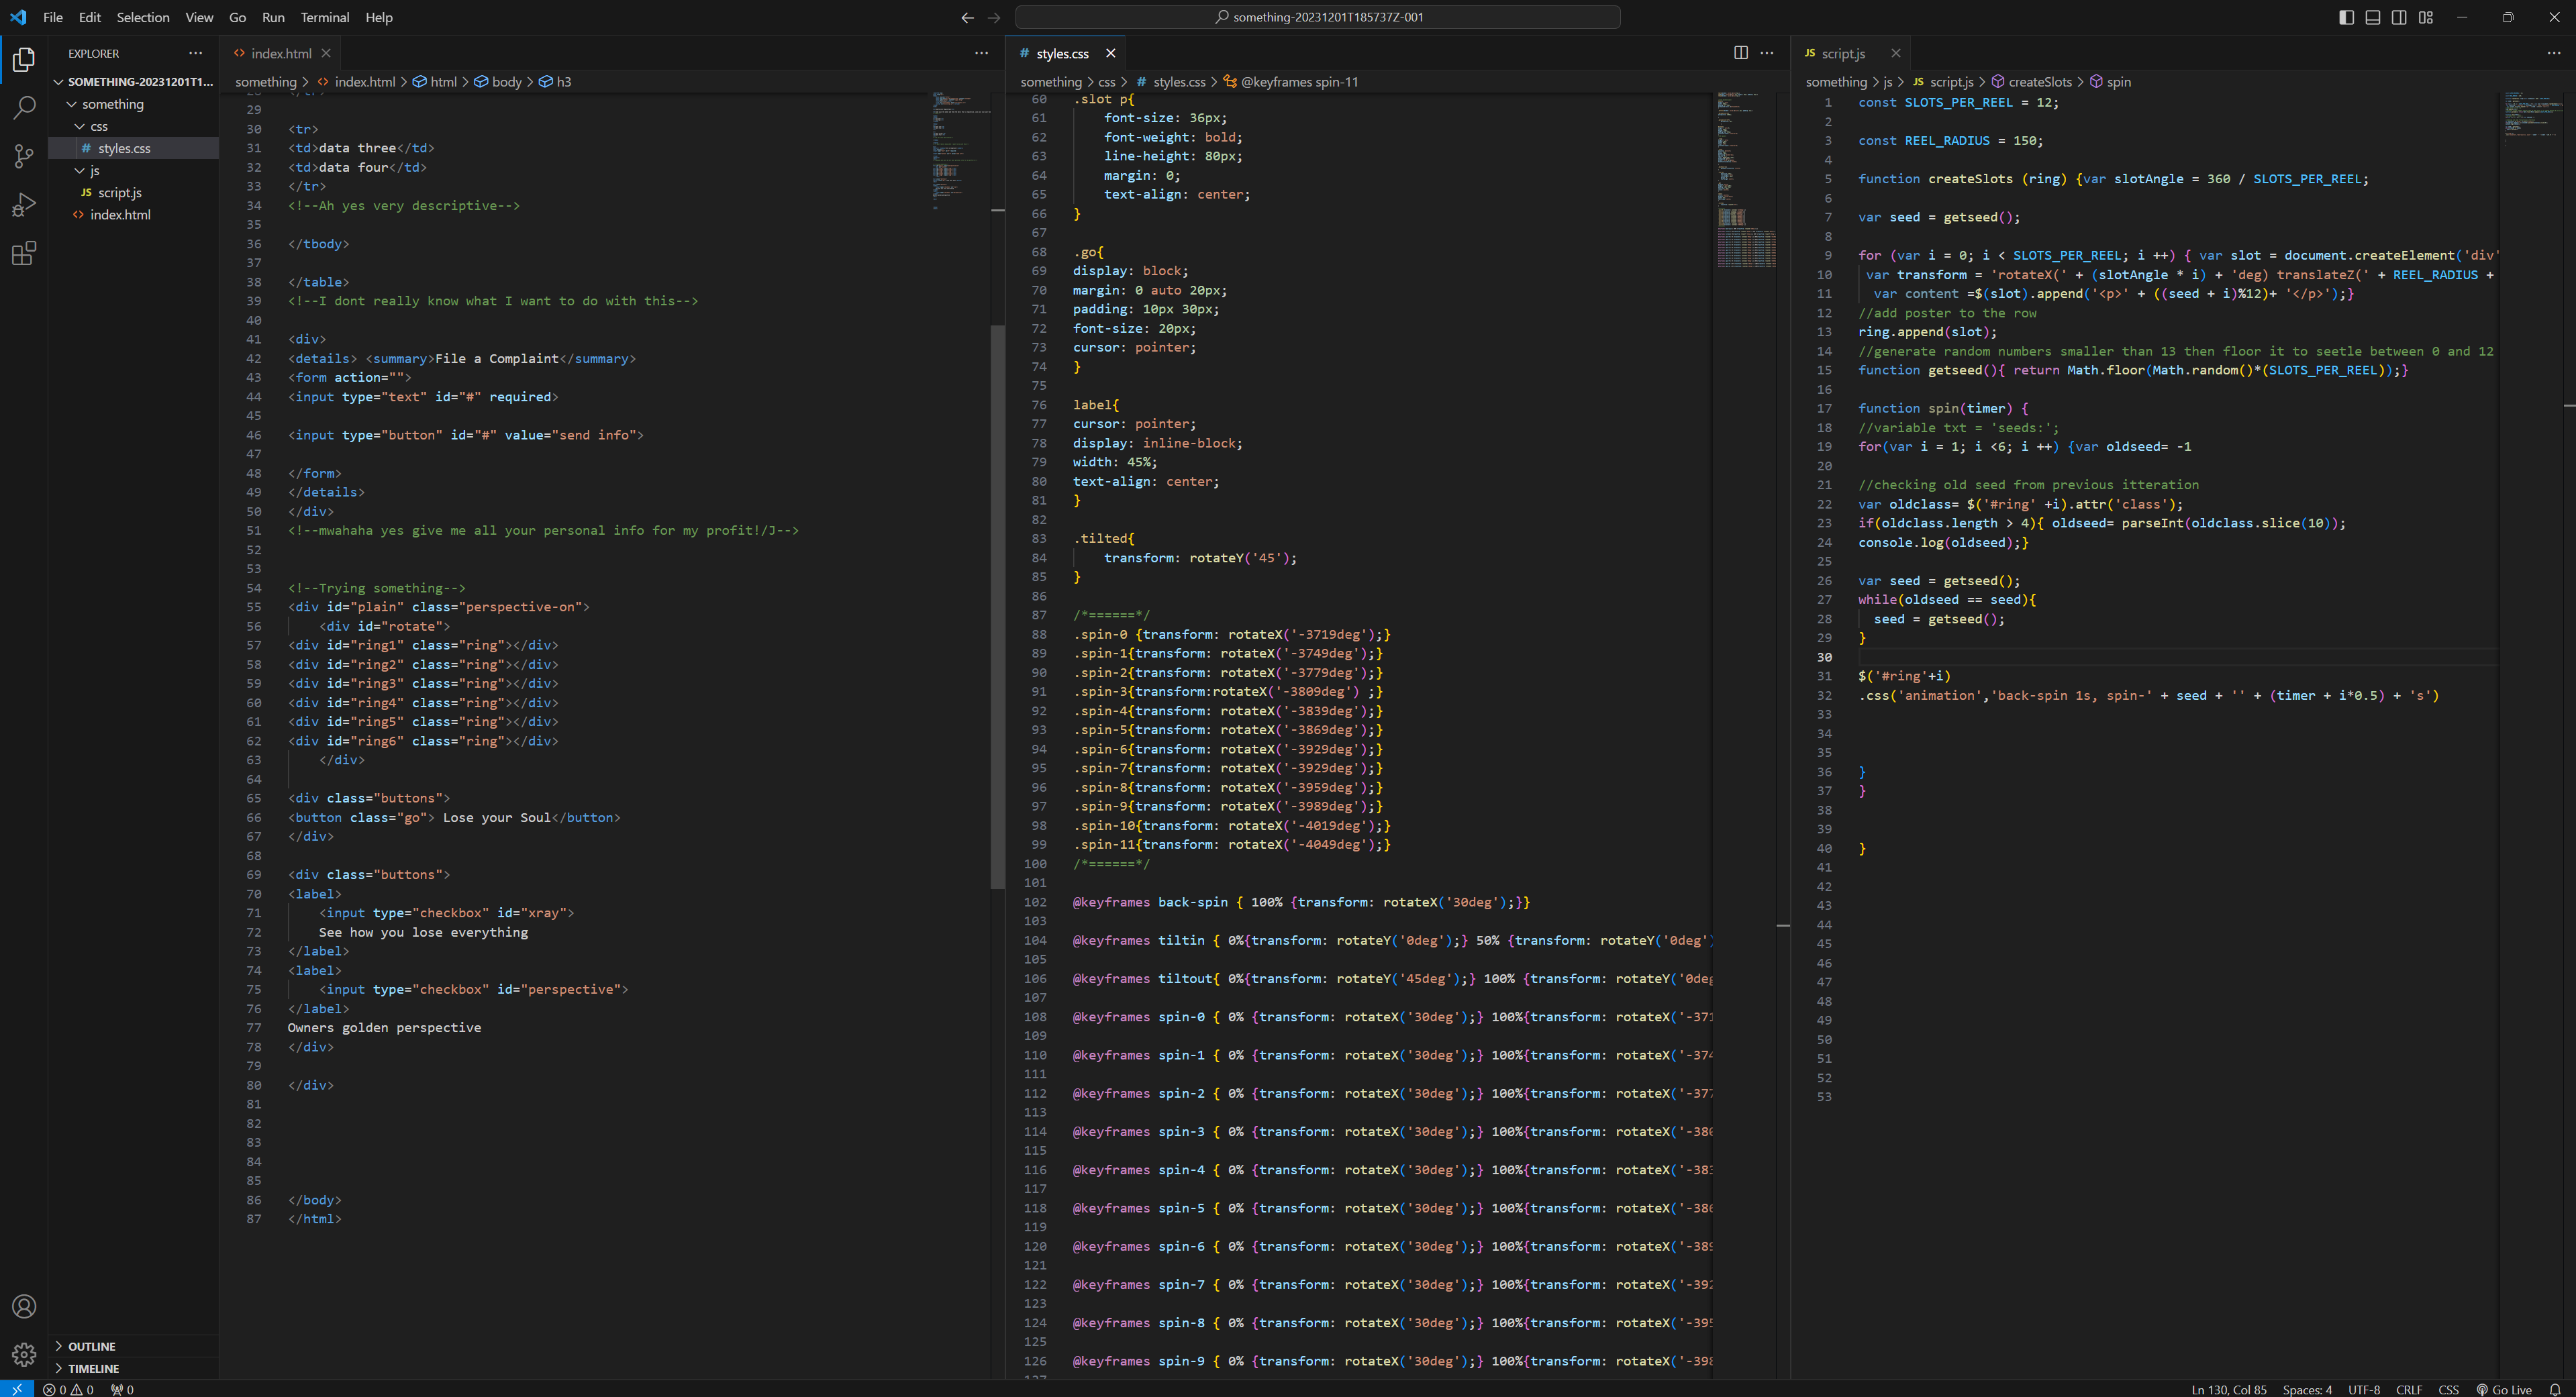 File Edit Selection View Go Run Terminal Help
something-20231201T185737Z-001
EXPLORER
SOMETHING-20231201T1...
something
css
# styles.css
js
JS script.js
<> index.html
OUTLINE
TIMELINE
<> index.html
something > <> index.html > html > body > h3
28 </tr>
29
30 <tr>
31 <td>data three</td>
32 <td>data four</td>
33 </tr>
34 <!--Ah yes very descriptive-->
35
36 </tbody>
37
38 </table>
39 <!--I dont really know what I want to do with this-->
40
41 <div>
42 <details> <summary>File a Complaint</summary>
43 <form action="">
44 <input type="text" id="#" required>
45
46 <input type="button" id="#" value="send info">
47
48 </form>
49 </details>
50 </div>
51 <!--mwahaha yes give me all your personal info for my profit!/J-->
52
53
54 <!--Trying something-->
55 <div id="plain" class="perspective-on">
56 <div id="rotate">
57 <div id="ring1" class="ring"></div>
58 <div id="ring2" class="ring"></div>
59 <div id="ring3" class="ring"></div>
60 <div id="ring4" class="ring"></div>
61 <div id="ring5" class="ring"></div>
62 <div id="ring6" class="ring"></div>
63 </div>
64
65 <div class="buttons">
66 <button class="go"> Lose your Soul</button>
67 </div>
68
69 <div class="buttons">
70 <label>
71 <input type="checkbox" id="xray">
72 See how you lose everything
73 </label>
74 <label>
75 <input type="checkbox" id="perspective">
76 </label>
77 Owners golden perspective
78 </div>
79
80 </div>
81
82
83
84
85
86 </body>
87 </html>
# styles.css
something > css > # styles.css > @keyframes spin-11
60 .slot p{
61 font-size: 36px;
62 font-weight: bold;
63 line-height: 80px;
64 margin: 0;
65 text-align: center;
66 }
67
68 .go{
69 display: block;
70 margin: 0 auto 20px;
71 padding: 10px 30px;
72 font-size: 20px;
73 cursor: pointer;
74 }
75
76 label{
77 cursor: pointer;
78 display: inline-block;
79 width: 45%;
80 text-align: center;
81 }
82
83 .tilted{
84 transform: rotateY('45');
85 }
86
87 /*======*/
88 .spin-0 {transform: rotateX('-3719deg');}
89 .spin-1{transform: rotateX('-3749deg');}
90 .spin-2{transform: rotateX('-3779deg');}
91 .spin-3{transform:rotateX('-3809deg') ;}
92 .spin-4{transform: rotateX('-3839deg');}
93 .spin-5{transform: rotateX('-3869deg');}
94 .spin-6{transform: rotateX('-3929deg');}
95 .spin-7{transform: rotateX('-3929deg');}
96 .spin-8{transform: rotateX('-3959deg');}
97 .spin-9{transform: rotateX('-3989deg');}
98 .spin-10{transform: rotateX('-4019deg');}
99 .spin-11{transform: rotateX('-4049deg');}
100 /*======*/
101
102 @keyframes back-spin { 100% {transform: rotateX('30deg');}}
103
104 @keyframes tiltin { 0%{transform: rotateY('0deg');} 50% {transform: rotateY('0deg')
105
106 @keyframes tiltout{ 0%{transform: rotateY('45deg');} 100% {transform: rotateY('0deg
107
108 @keyframes spin-0 { 0% {transform: rotateX('30deg');} 100%{transform: rotateX('-371
109
110 @keyframes spin-1 { 0% {transform: rotateX('30deg');} 100%{transform: rotateX('-374
111
112 @keyframes spin-2 { 0% {transform: rotateX('30deg');} 100%{transform: rotateX('-377
113
114 @keyframes spin-3 { 0% {transform: rotateX('30deg');} 100%{transform: rotateX('-380
115
116 @keyframes spin-4 { 0% {transform: rotateX('30deg');} 100%{transform: rotateX('-383
117
118 @keyframes spin-5 { 0% {transform: rotateX('30deg');} 100%{transform: rotateX('-386
119
120 @keyframes spin-6 { 0% {transform: rotateX('30deg');} 100%{transform: rotateX('-389
121
122 @keyframes spin-7 { 0% {transform: rotateX('30deg');} 100%{transform: rotateX('-392
123
124 @keyframes spin-8 { 0% {transform: rotateX('30deg');} 100%{transform: rotateX('-395
125
126 @keyframes spin-9 { 0% {transform: rotateX('30deg');} 100%{transform: rotateX('-398
127
JS script.js
something > js > JS script.js > createSlots > spin
1 const SLOTS_PER_REEL = 12;
2
3 const REEL_RADIUS = 150;
4
5 function createSlots (ring) {var slotAngle = 360 / SLOTS_PER_REEL;
6
7 var seed = getseed();
8
9 for (var i = 0; i < SLOTS_PER_REEL; i ++) { var slot = document.createElement('div'
10 var transform = 'rotateX(' + (slotAngle * i) + 'deg) translateZ(' + REEL_RADIUS +
11 var content =$(slot).append('<p>' + ((seed + i)%12)+ '</p>');}
12 //add poster to the row
13 ring.append(slot);
14 //generate random numbers smaller than 13 then floor it to seetle between 0 and 12
15 function getseed(){ return Math.floor(Math.random()*(SLOTS_PER_REEL));}
16
17 function spin(timer) {
18 //variable txt = 'seeds:';
19 for(var i = 1; i <6; i ++) {var oldseed= -1
20
21 //checking old seed from previous itteration
22 var oldclass= $('#ring' +i).attr('class');
23 if(oldclass.length > 4){ oldseed= parseInt(oldclass.slice(10));
24 console.log(oldseed);}
25
26 var seed = getseed();
27 while(oldseed == seed){
28 seed = getseed();
29 }
30
31 $('#ring'+i)
32 .css('animation','back-spin 1s, spin-' + seed + '' + (timer + i*0.5) + 's')
33
34
35
36 }
37 }
38
39
40 }
41
42
43
44
45
46
47
48
49
50
51
52
53
0 0 0
Ln 130, Col 85 Spaces: 4 UTF-8 CRLF CSS Go Live